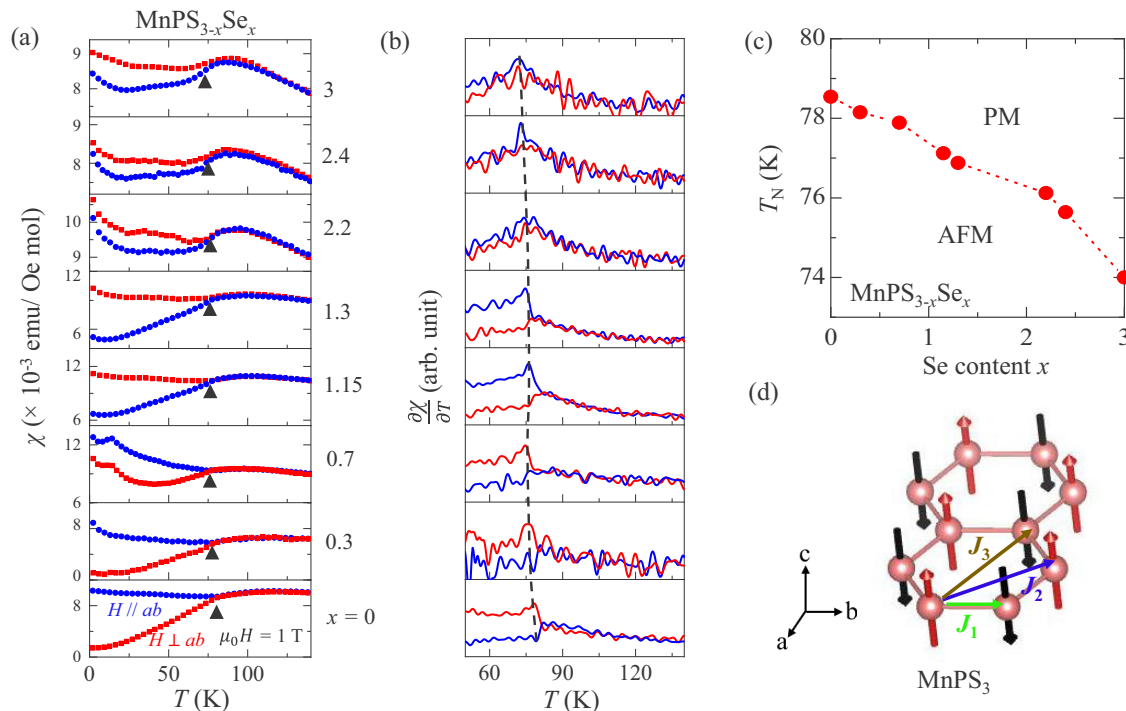 (a)
MnPS3-xSex
χ (× 10-3 emu/ Oe mol)
9
8
3
9
8
2.4
10
9
2.2
12
6
1.3
12
6
1.15
12
6
0.7
8
0
0.3
10
0
H // ab
H ⊥ ab
μ0H = 1 T
x = 0
0 50 100
T (K)
(b)
∂χ/∂T (arb. unit)
60 90 120
T (K)
(c)
80
78
76
74
TN (K)
PM
AFM
MnPS3-xSex
0 1 2 3
Se content x
(d)
J3
J2
J1
c
b
a
MnPS3